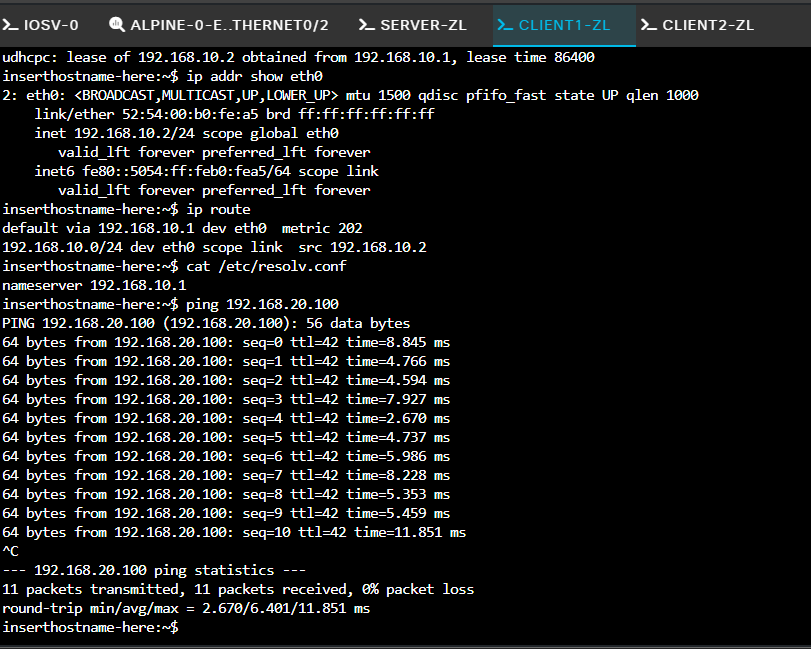 IOSV-0 ALPINE-0-E..THERNET0/2 SERVER-ZL CLIENT1-ZL CLIENT2-ZL
udhcpc: lease of 192.168.10.2 obtained from 192.168.10.1, lease time 86400
inserthostname-here:~$ ip addr show eth0
2: eth0: <BROADCAST,MULTICAST,UP,LOWER_UP> mtu 1500 qdisc pfifo_fast state UP qlen 1000
    link/ether 52:54:00:b0:fe:a5 brd ff:ff:ff:ff:ff:ff
    inet 192.168.10.2/24 scope global eth0
       valid_lft forever preferred_lft forever
    inet6 fe80::5054:ff:feb0:fea5/64 scope link
       valid_lft forever preferred_lft forever
inserthostname-here:~$ ip route
default via 192.168.10.1 dev eth0  metric 202
192.168.10.0/24 dev eth0 scope link  src 192.168.10.2
inserthostname-here:~$ cat /etc/resolv.conf
nameserver 192.168.10.1
inserthostname-here:~$ ping 192.168.20.100
PING 192.168.20.100 (192.168.20.100): 56 data bytes
64 bytes from 192.168.20.100: seq=0 ttl=42 time=8.845 ms
64 bytes from 192.168.20.100: seq=1 ttl=42 time=4.766 ms
64 bytes from 192.168.20.100: seq=2 ttl=42 time=4.594 ms
64 bytes from 192.168.20.100: seq=3 ttl=42 time=7.927 ms
64 bytes from 192.168.20.100: seq=4 ttl=42 time=2.670 ms
64 bytes from 192.168.20.100: seq=5 ttl=42 time=4.737 ms
64 bytes from 192.168.20.100: seq=6 ttl=42 time=5.986 ms
64 bytes from 192.168.20.100: seq=7 ttl=42 time=8.228 ms
64 bytes from 192.168.20.100: seq=8 ttl=42 time=5.353 ms
64 bytes from 192.168.20.100: seq=9 ttl=42 time=5.459 ms
64 bytes from 192.168.20.100: seq=10 ttl=42 time=11.851 ms
^C
--- 192.168.20.100 ping statistics ---
11 packets transmitted, 11 packets received, 0% packet loss
round-trip min/avg/max = 2.670/6.401/11.851 ms
inserthostname-here:~$